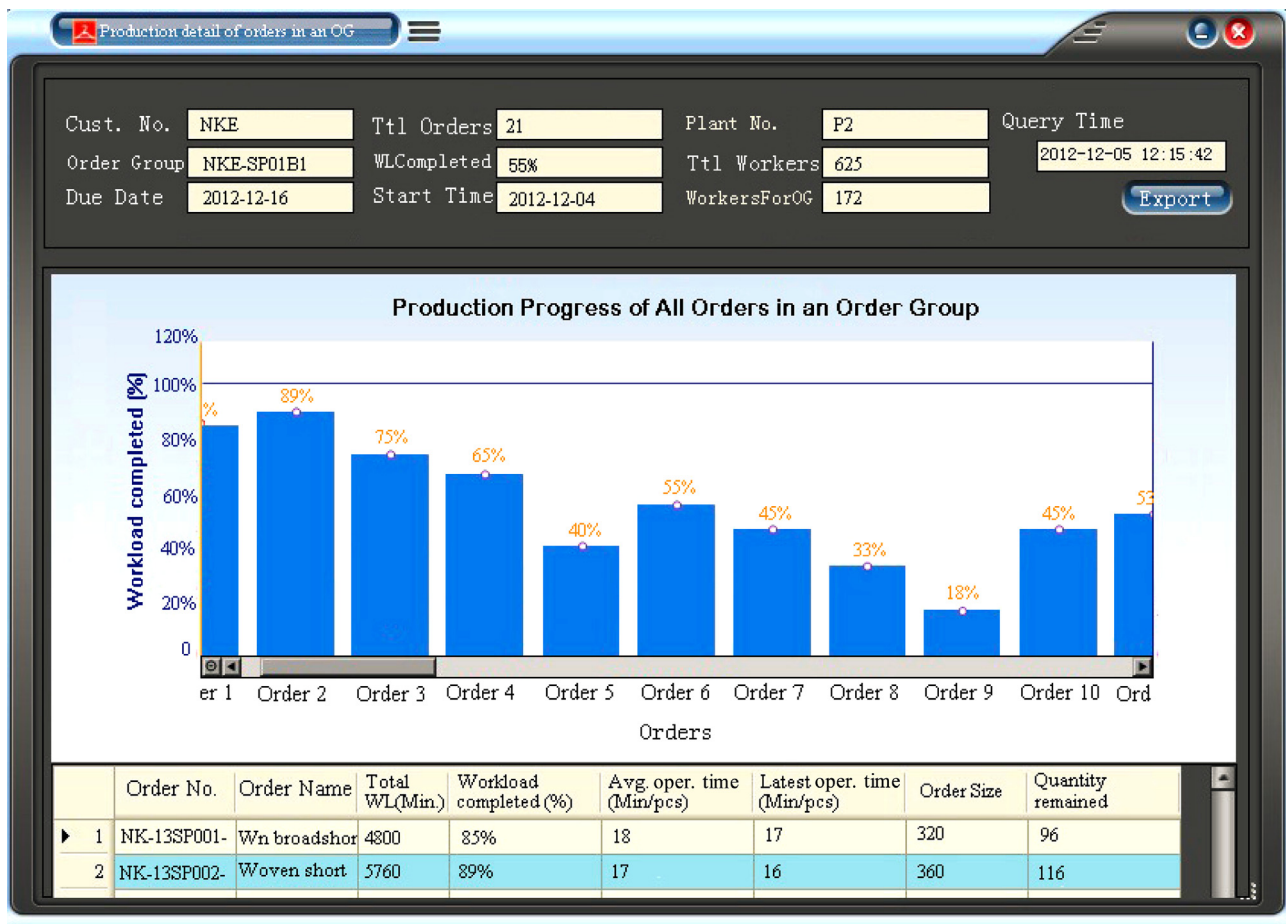 Production detail of orders in an OG
Cust. No. NKE Ttl Orders 21 Plant No. P2 Query Time
Order Group NKE-SP01B1 WLCompleted 55% Ttl Workers 625 2012-12-05 12:15:42
Due Date 2012-12-16 Start Time 2012-12-04 WorkersForOG 172 Export
Production Progress of All Orders in an Order Group
Workload completed (%)
120%
100%
80%
60%
40%
20%
0
% 89% 75% 65% 40% 55% 45% 33% 18% 45% 53
er 1 Order 2 Order 3 Order 4 Order 5 Order 6 Order 7 Order 8 Order 9 Order 10 Ord
Orders
Order No. Order Name Total WL(Min.) Workload completed (%) Avg. oper. time (Min/pcs) Latest oper. time (Min/pcs) Order Size Quantity remained
1 NK-13SP001- Wn broadshor 4800 85% 18 17 320 96
2 NK-13SP002- Woven short 5760 89% 17 16 360 116